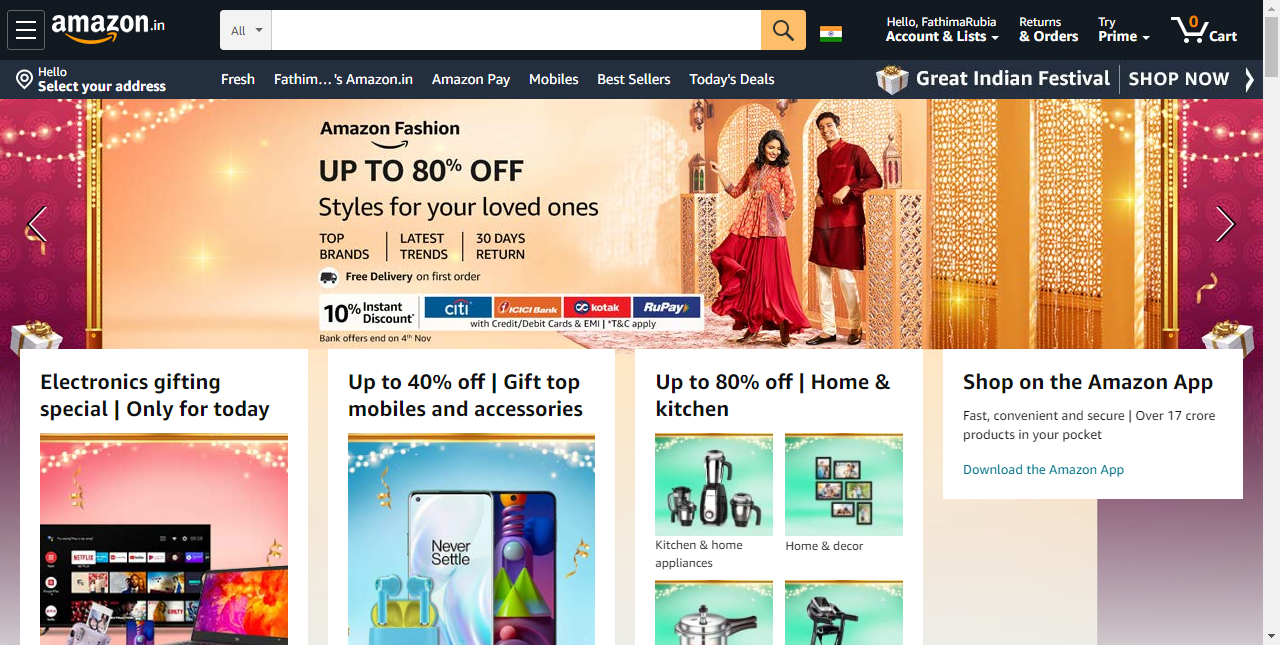 amazon.in
All
Hello, FathimaRubia
Account & Lists
Returns
& Orders
Try
Prime
0
Cart
Hello
Select your address
Fresh
Fathim...'s Amazon.in
Amazon Pay
Mobiles
Best Sellers
Today's Deals
Great Indian Festival
SHOP NOW
Amazon Fashion
UP TO 80% OFF
Styles for your loved ones
TOP
BRANDS
LATEST
TRENDS
30 DAYS
RETURN
Free Delivery on first order
10% Instant
Discount*
citi
ICICI Bank
kotak
RuPay
with Credit/Debit Cards & EMI | *T&C apply
Bank offers end on 4th Nov
Electronics gifting
special | Only for today
NETFLIX
Up to 40% off | Gift top
mobiles and accessories
Never
Settle
Up to 80% off | Home &
kitchen
Kitchen & home
appliances
Home & decor
Shop on the Amazon App
Fast, convenient and secure | Over 17 crore
products in your pocket
Download the Amazon App